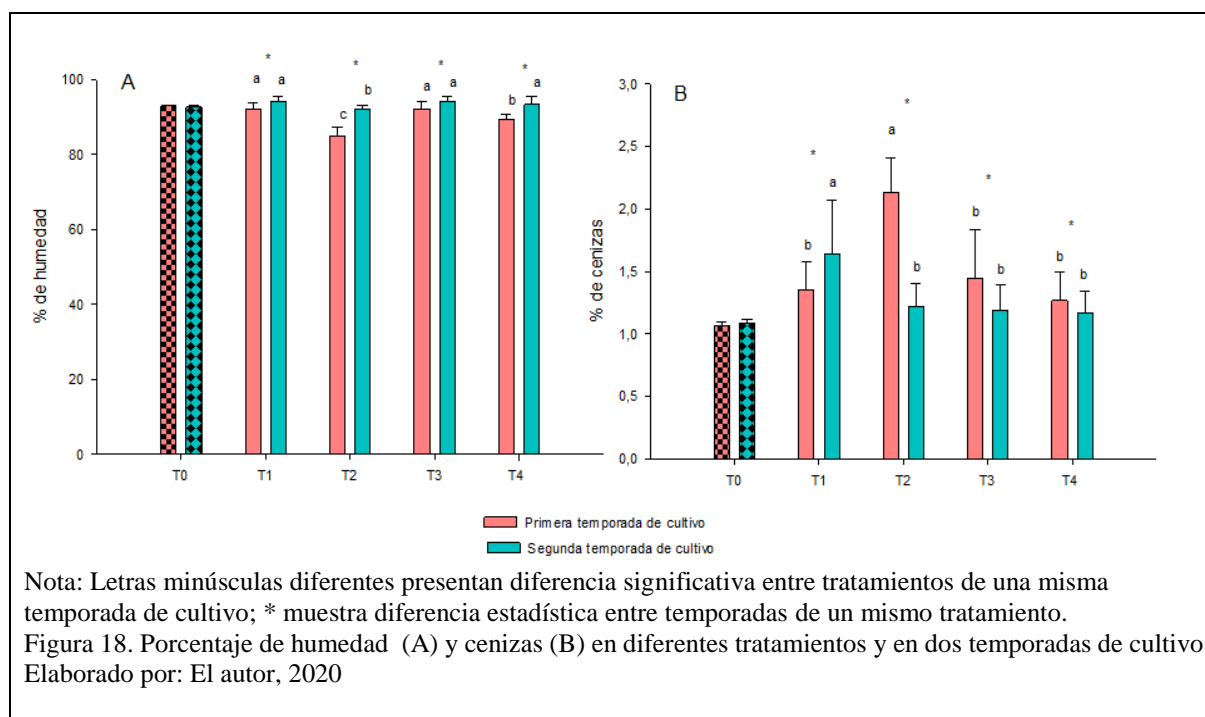 A
*
*
*
*
a
a
c
b
a
a
b
a
100
80
60
40
20
0
% de humedad
T0
T1
T2
T3
T4
B
*
*
*
*
b
a
a
b
b
b
b
b
3,0
2,5
2,0
1,5
1,0
0,5
0,0
% de cenizas
T0
T1
T2
T3
T4
Primera temporada de cultivo
Segunda temporada de cultivo
Nota: Letras minúsculas diferentes presentan diferencia significativa entre tratamientos de una misma
temporada de cultivo; * muestra diferencia estadística entre temporadas de un mismo tratamiento.
Figura 18. Porcentaje de humedad (A) y cenizas (B) en diferentes tratamientos y en dos temporadas de cultivo
Elaborado por: El autor, 2020